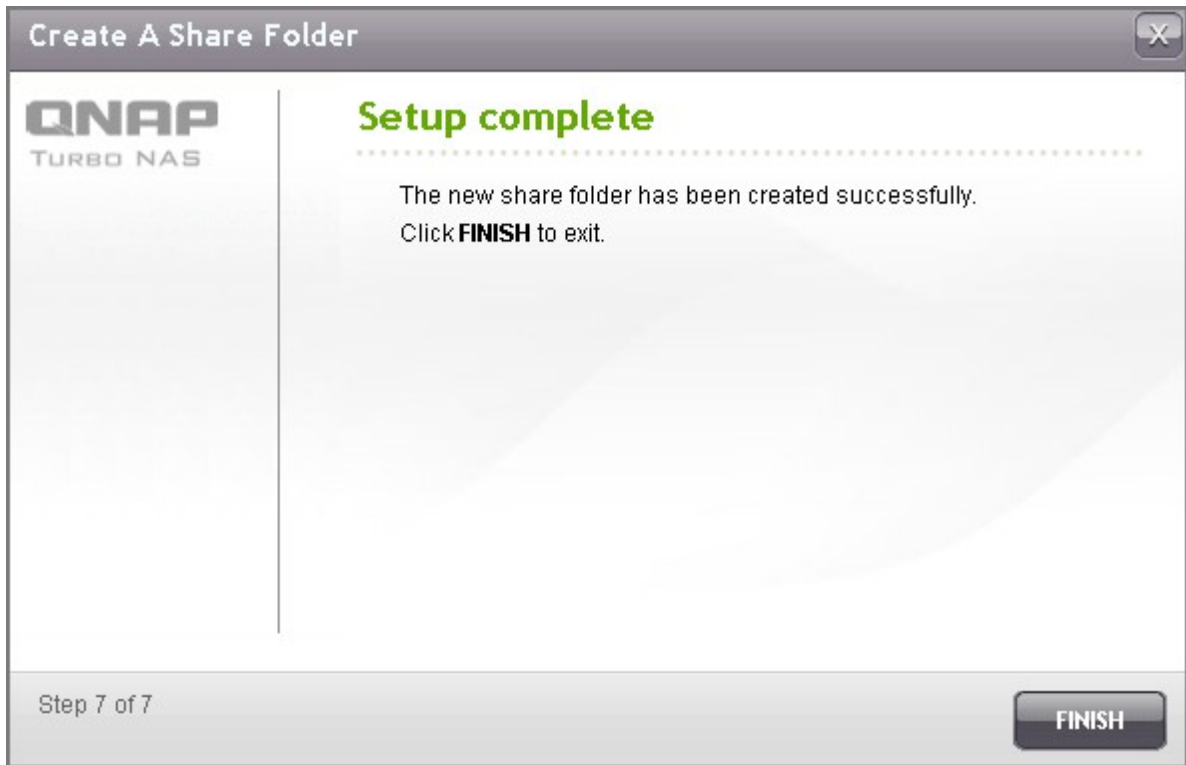 Create A Share Folder
X
QNAP
TURBO NAS
Setup complete
The new share folder has been created successfully.
Click FINISH to exit.
Step 7 of 7
FINISH